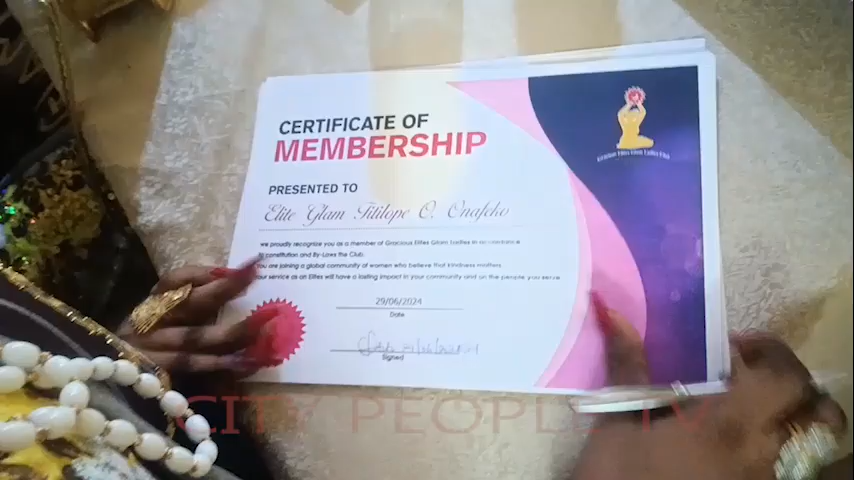 CERTIFICATE OF
MEMBERSHIP
PRESENTED TO
Elite Glam Titilope O. Onafeko
We proudly recognise you as a member of Gracious Elites Glam Ladies in accordance
constitution and By-Laws the Club.
You are joining a global community of women who believe that kindness matters
Your service as an Elites will have a lasting impact in your community and on the people you serve
29/06/2024
Date
Signed
CITY PEOPLE TV